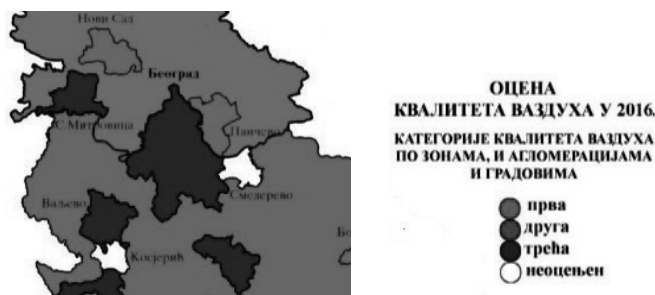 Нови Сад
Београд
С. Митровица
Панчево
Смедерево
Ваљево
Косјерић
ОЦЕНА
КВАЛИТЕТА ВАЗДУХА У 2016.
КАТЕГОРИЈЕ КВАЛИТЕТА ВАЗДУХА
ПО ЗОНАМА, И АГЛОМЕРАЦИЈАМА
И ГРАДОВИМА
прва
друга
трећа
неоцењен